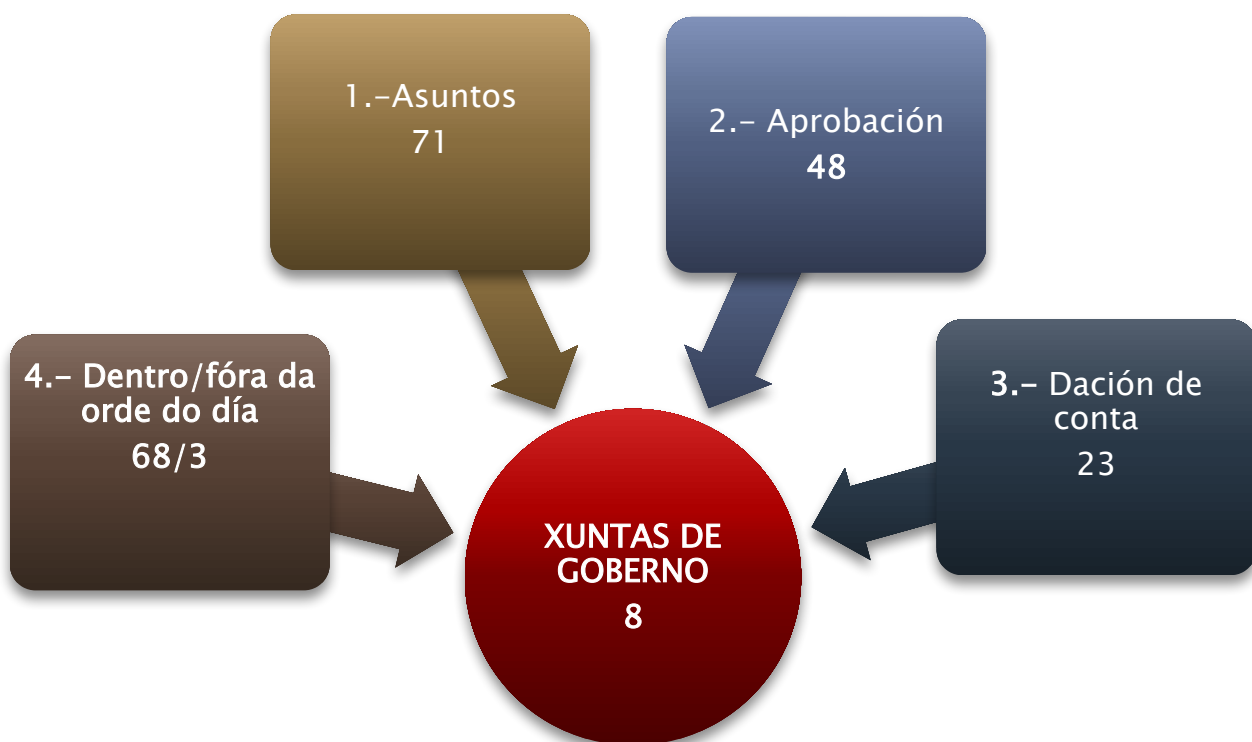 1.–Asuntos
71
2.– Aprobación
48
3.– Dación de
conta
23
4.– Dentro/fóra da
orde do día
68/3
XUNTAS DE
GOBERNO
8